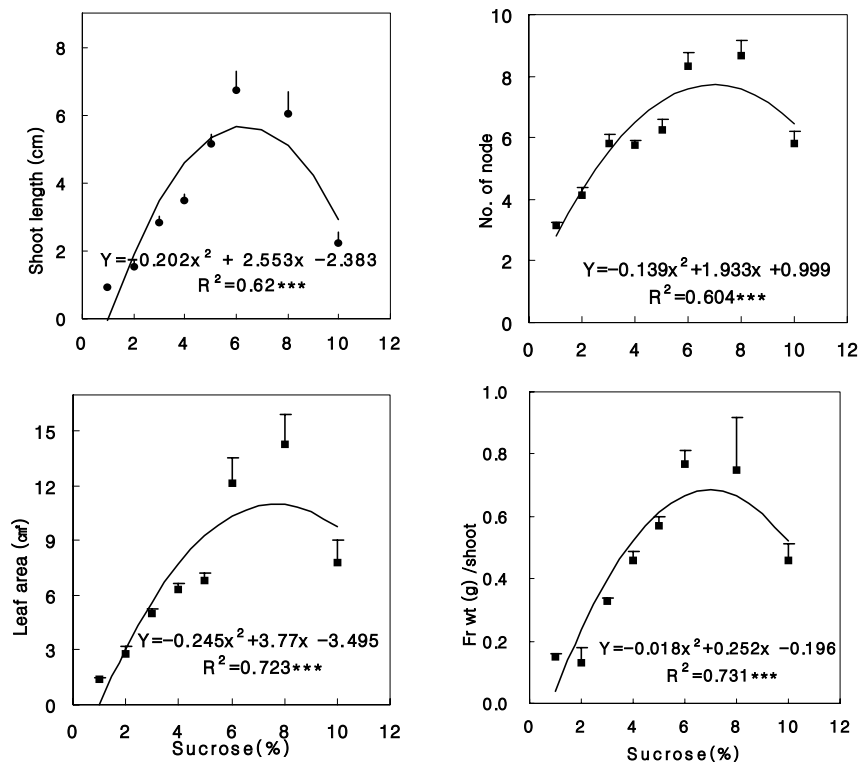 8
6
4
2
0
Shoot length (cm)
Y=-0.202x² + 2.553x -2.383
R²=0.62***
0 2 4 6 8 10 12
10
8
6
4
2
0
No. of node
Y=-0.139x²+1.933x +0.999
R²=0.604***
0 2 4 6 8 10 12
15
12
9
6
3
0
Leaf area (㎠)
Y=-0.245x²+3.77x -3.495
R²=0.723***
0 2 4 6 8 10 12
Sucrose(%)
1.0
0.8
0.6
0.4
0.2
0.0
Fr wt (g) /shoot
Y=-0.018x²+0.252x -0.196
R²=0.731***
0 2 4 6 8 10 12
Sucrose(%)